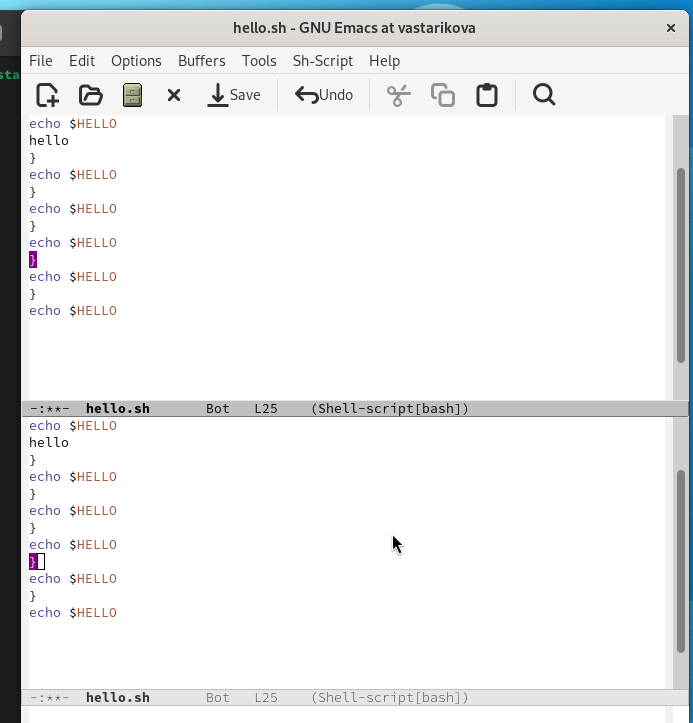 hello.sh - GNU Emacs at vastarikova
File Edit Options Buffers Tools Sh-Script Help
Save Undo
sta
echo $HELLO
hello
}
echo $HELLO
}
echo $HELLO
}
echo $HELLO
}
echo $HELLO
}
echo $HELLO
-:**- hello.sh Bot L25 (Shell-script[bash])
echo $HELLO
hello
}
echo $HELLO
}
echo $HELLO
}
echo $HELLO
}
echo $HELLO
}
echo $HELLO
-:**- hello.sh Bot L25 (Shell-script[bash])